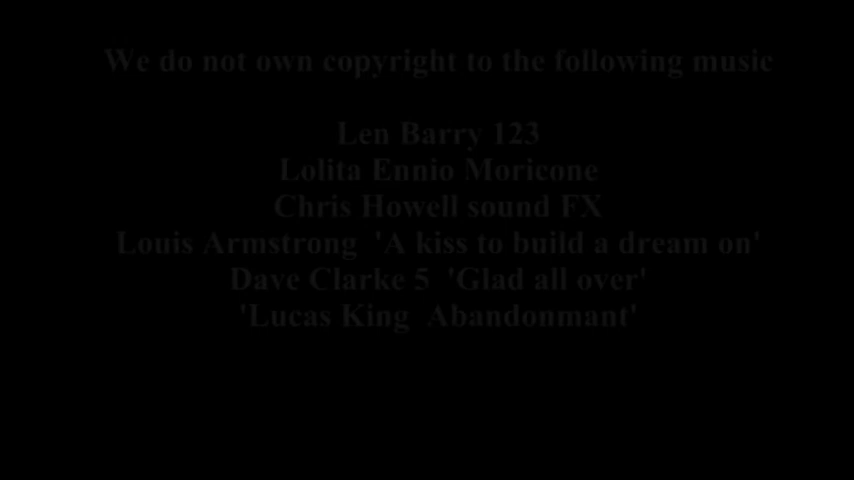 We do not own copyright to the following music
Len Barry 123
Lolita Ennio Moricone
Chris Howell sound FX
Louis Armstrong 'A kiss to build a dream on'
Dave Clarke 5 'Glad all over'
'Lucas King Abandonmant'